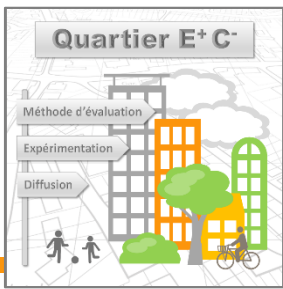 Quartier E⁺ C⁻
Méthode d'évaluation
Expérimentation
Diffusion